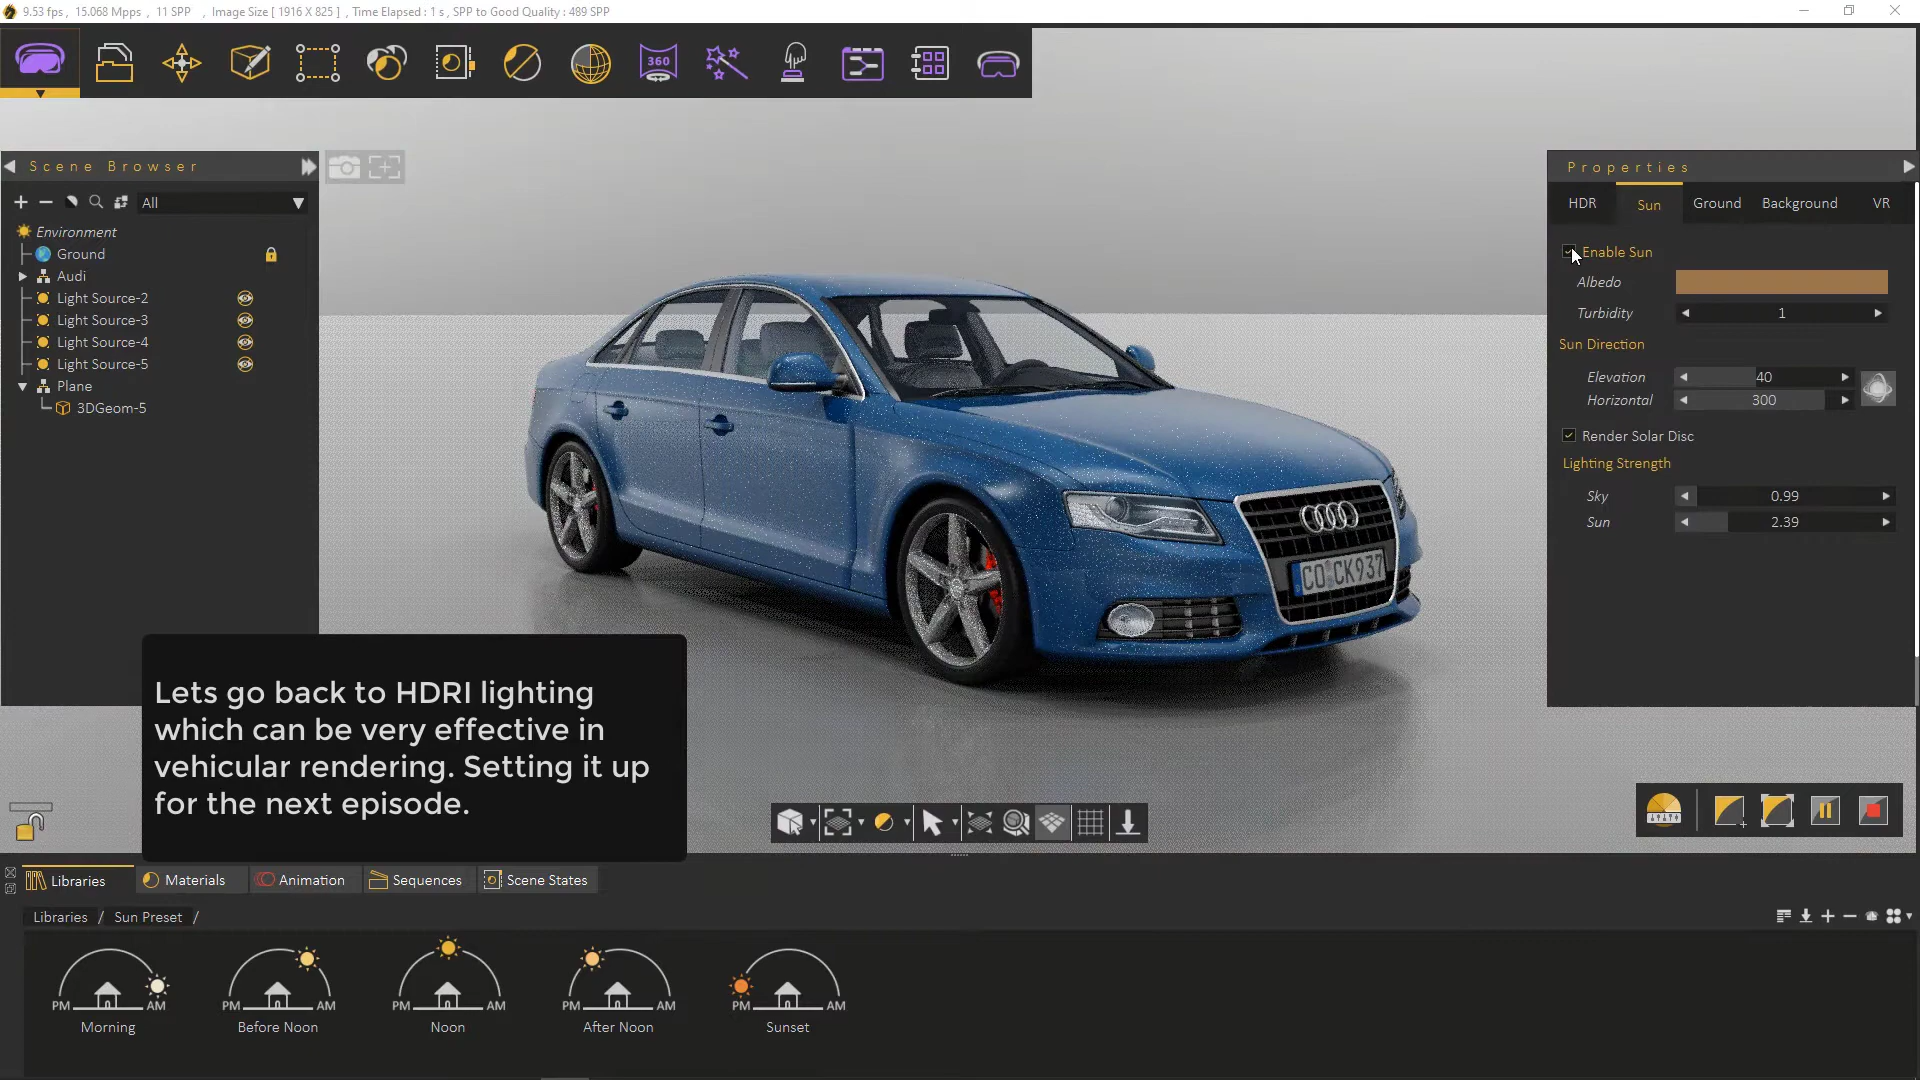 9.53 fps , 15.068 Mpps , 11 SPP , Image Size [ 1916 X 825 ] , Time Elapsed : 1 s , SPP to Good Quality : 489 SPP
360
Scene Browser
All
Environment
Ground
Audi
Light Source-2
Light Source-3
Light Source-4
Light Source-5
Plane
3DGeom-5
Properties
HDR Sun Ground Background VR
Enable Sun
Albedo
Turbidity 1
Sun Direction
Elevation 40
Horizontal 300
Render Solar Disc
Lighting Strength
Sky 0.99
Sun 2.39
CO CK937
Lets go back to HDRI lighting
which can be very effective in
vehicular rendering. Setting it up
for the next episode.
Libraries Materials Animation Sequences Scene States
Libraries / Sun Preset /
PM AM PM AM PM AM PM AM PM AM
Morning Before Noon Noon After Noon Sunset